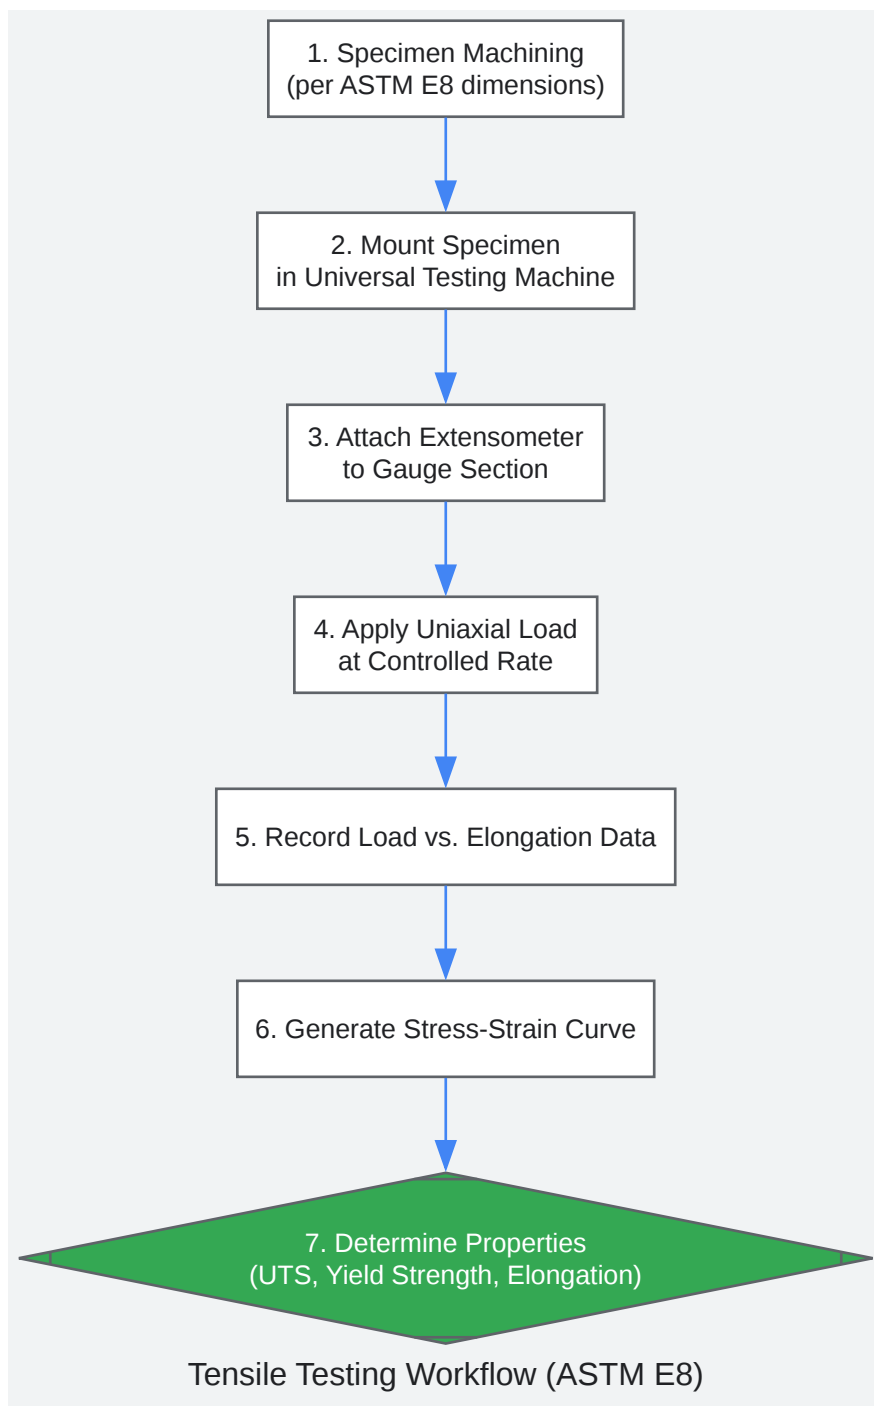 1. Specimen Machining
(per ASTM E8 dimensions)
2. Mount Specimen
in Universal Testing Machine
3. Attach Extensometer
to Gauge Section
4. Apply Uniaxial Load
at Controlled Rate
5. Record Load vs. Elongation Data
6. Generate Stress-Strain Curve
7. Determine Properties
(UTS, Yield Strength, Elongation)
Tensile Testing Workflow (ASTM E8)